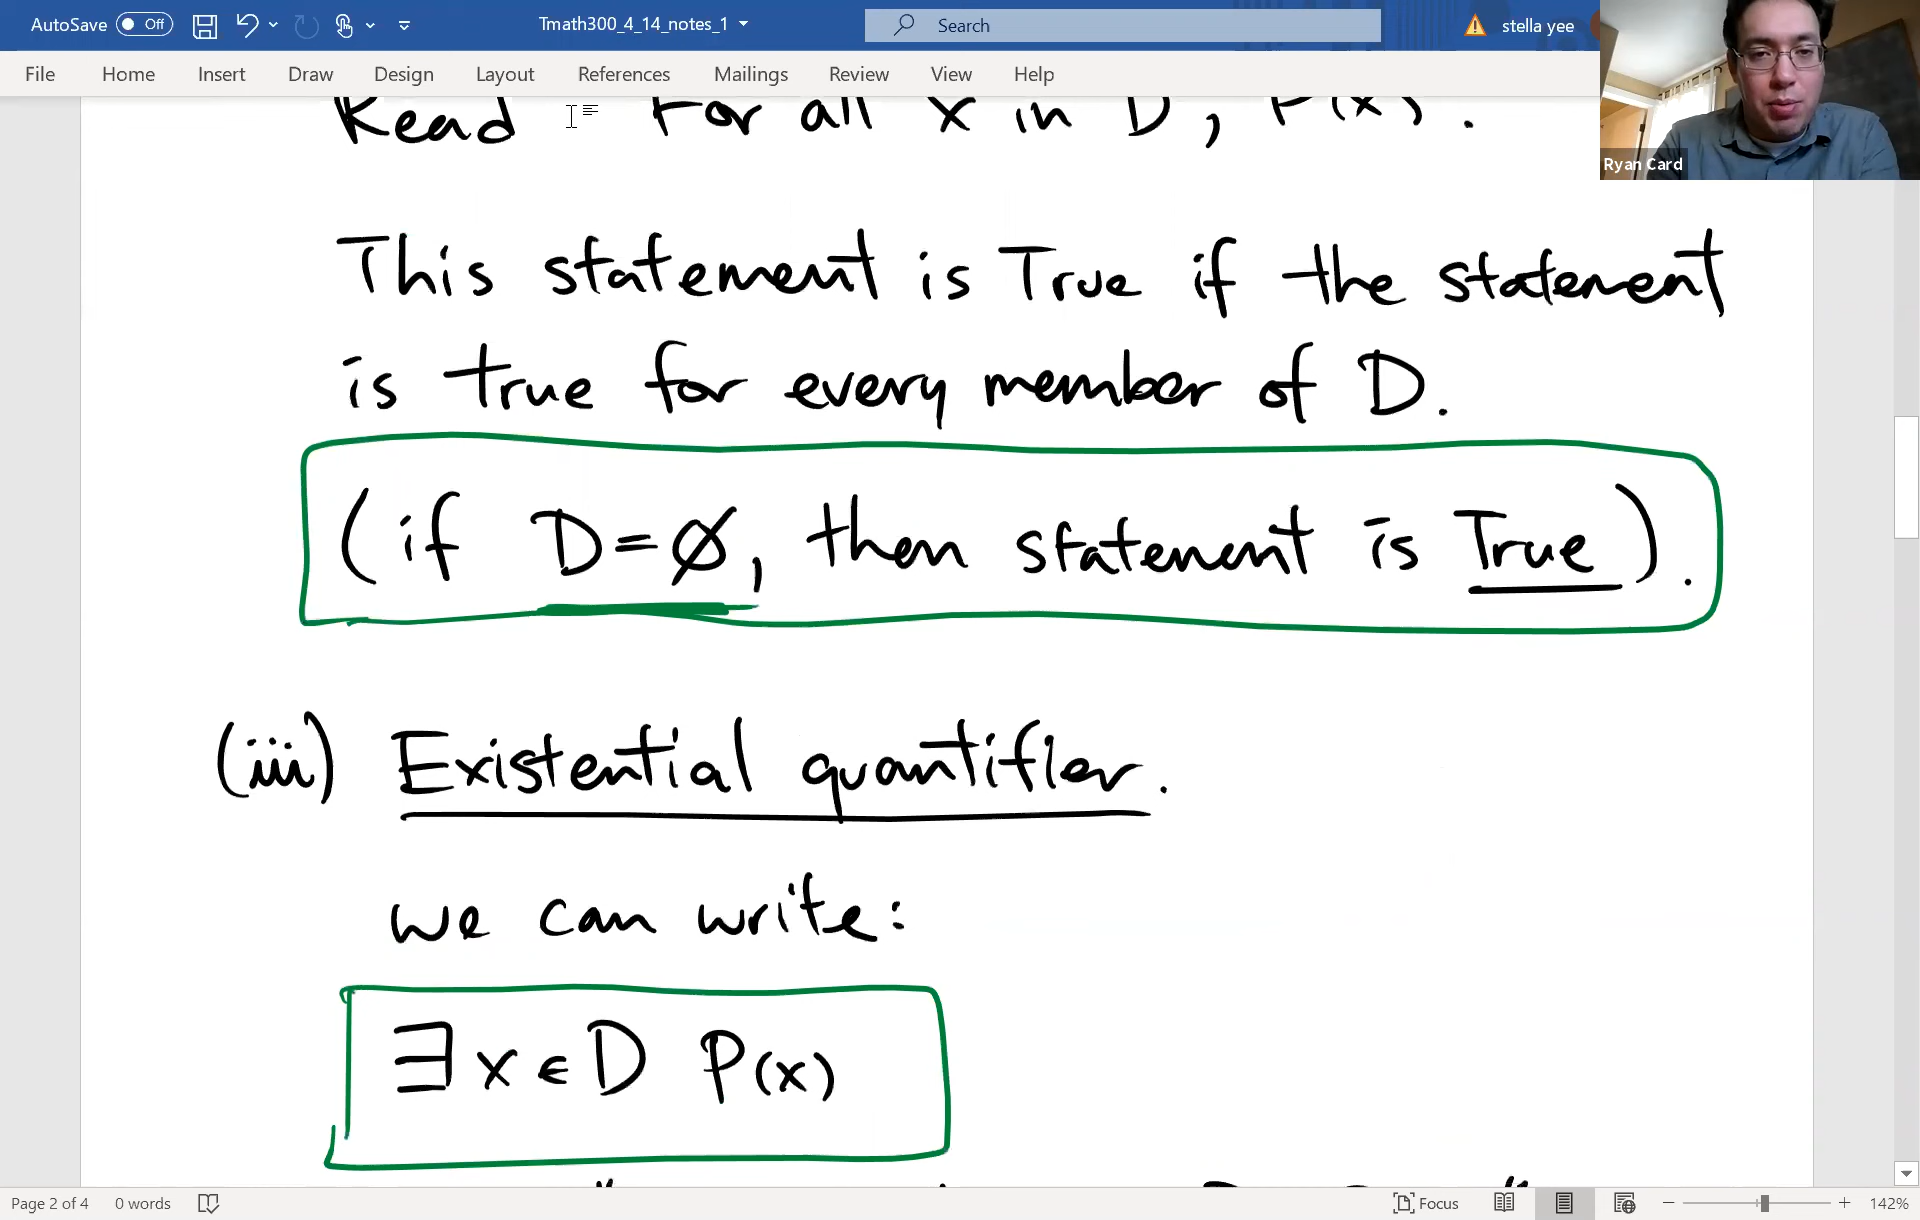 AutoSave Off Tmath300_4_14_notes_1 Search stella yee
File Home Insert Draw Design Layout References Mailings Review View Help
Ryan Card
Read For all x in D, P(x).
This statement is True if the statement
is true for every member of D.
(if D=∅, then statement is True).
(iii) Existential quantifier.
we can write:
∃ x ∈ D P(x)
Page 2 of 4 0 words Focus 142%